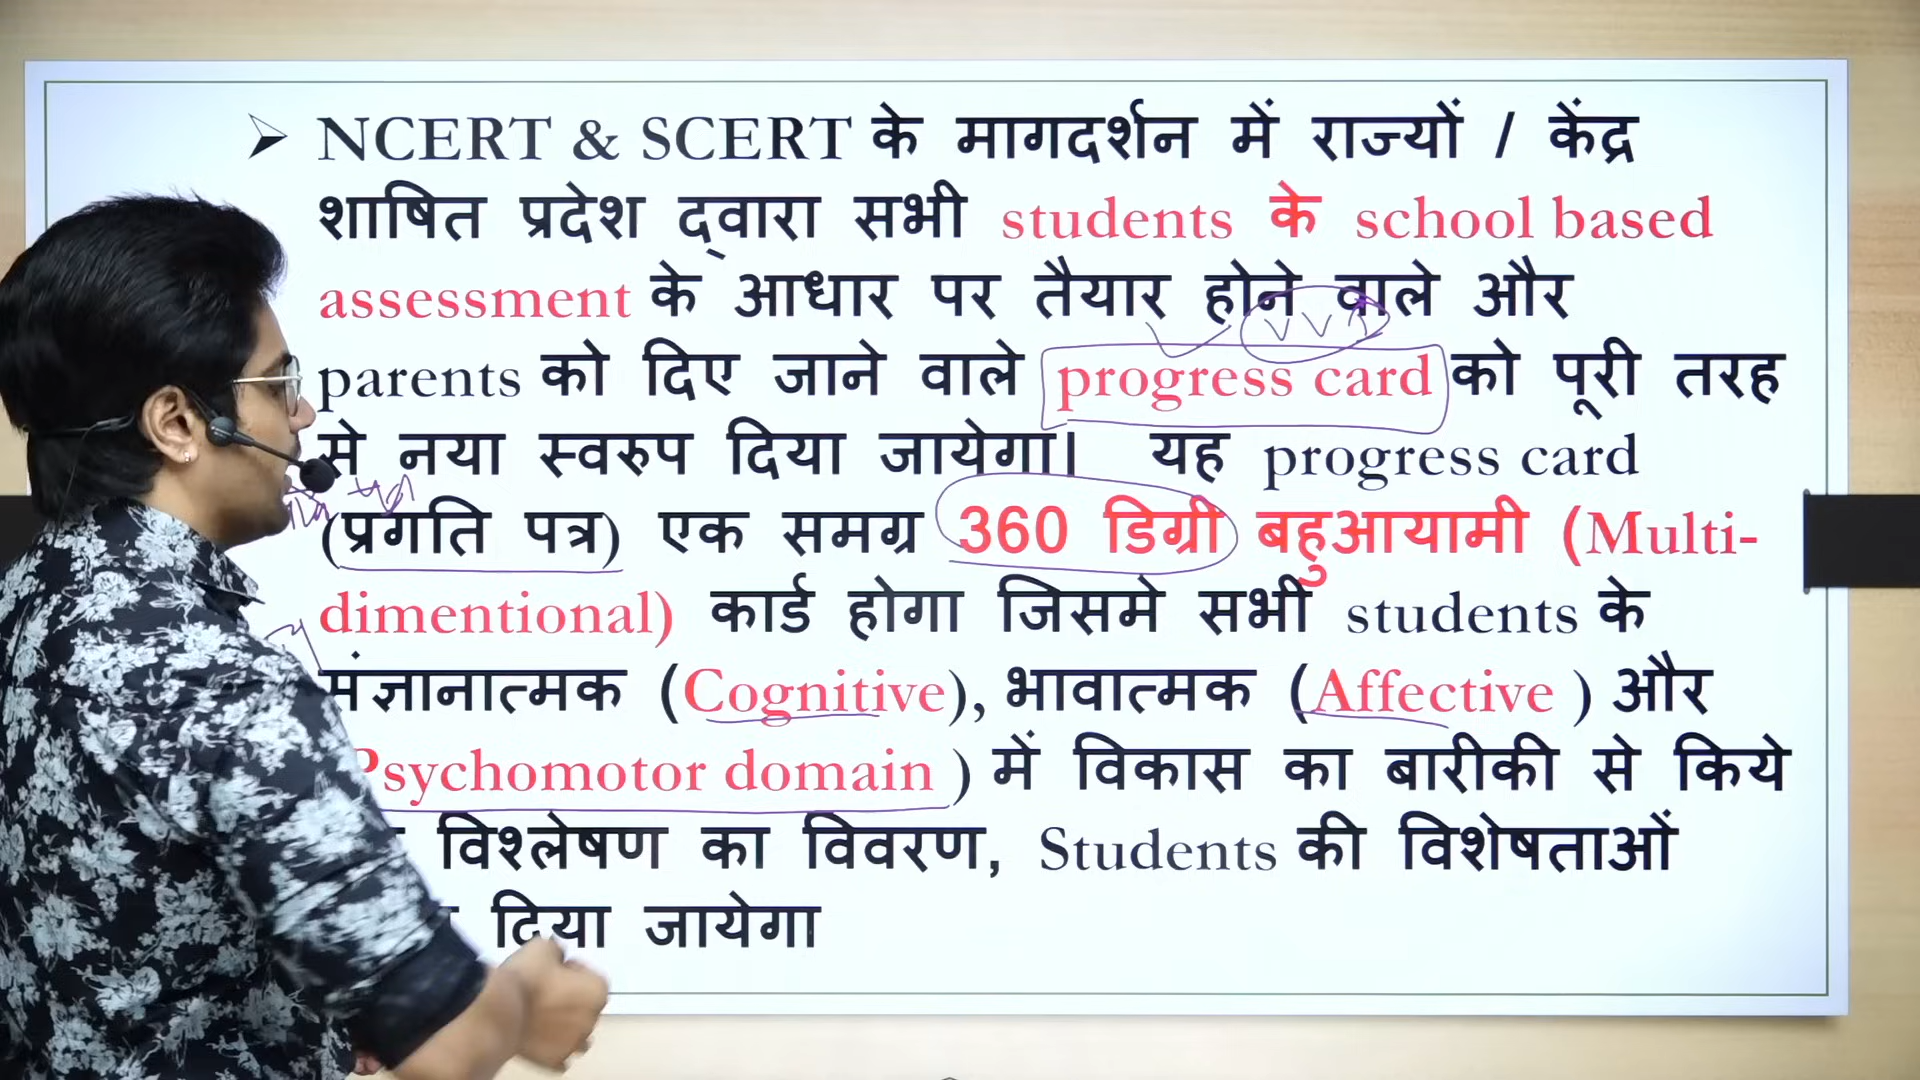 ➢ NCERT & SCERT के मागदर्शन में राज्यों / केंद्र
शाषित प्रदेश द्वारा सभी students के school based
assessment के आधार पर तैयार होने वाले और
parents को दिए जाने वाले progress card को पूरी तरह
से नया स्वरुप दिया जायेगा। यह progress card
(प्रगति पत्र) एक समग्र 360 डिग्री बहुआयामी (Multi-
dimentional) कार्ड होगा जिसमे सभी students के
संज्ञानात्मक (Cognitive), भावात्मक (Affective ) और
Psychomotor domain ) में विकास का बारीकी से किये
विश्लेषण का विवरण, Students की विशेषताओं
दिया जायेगा